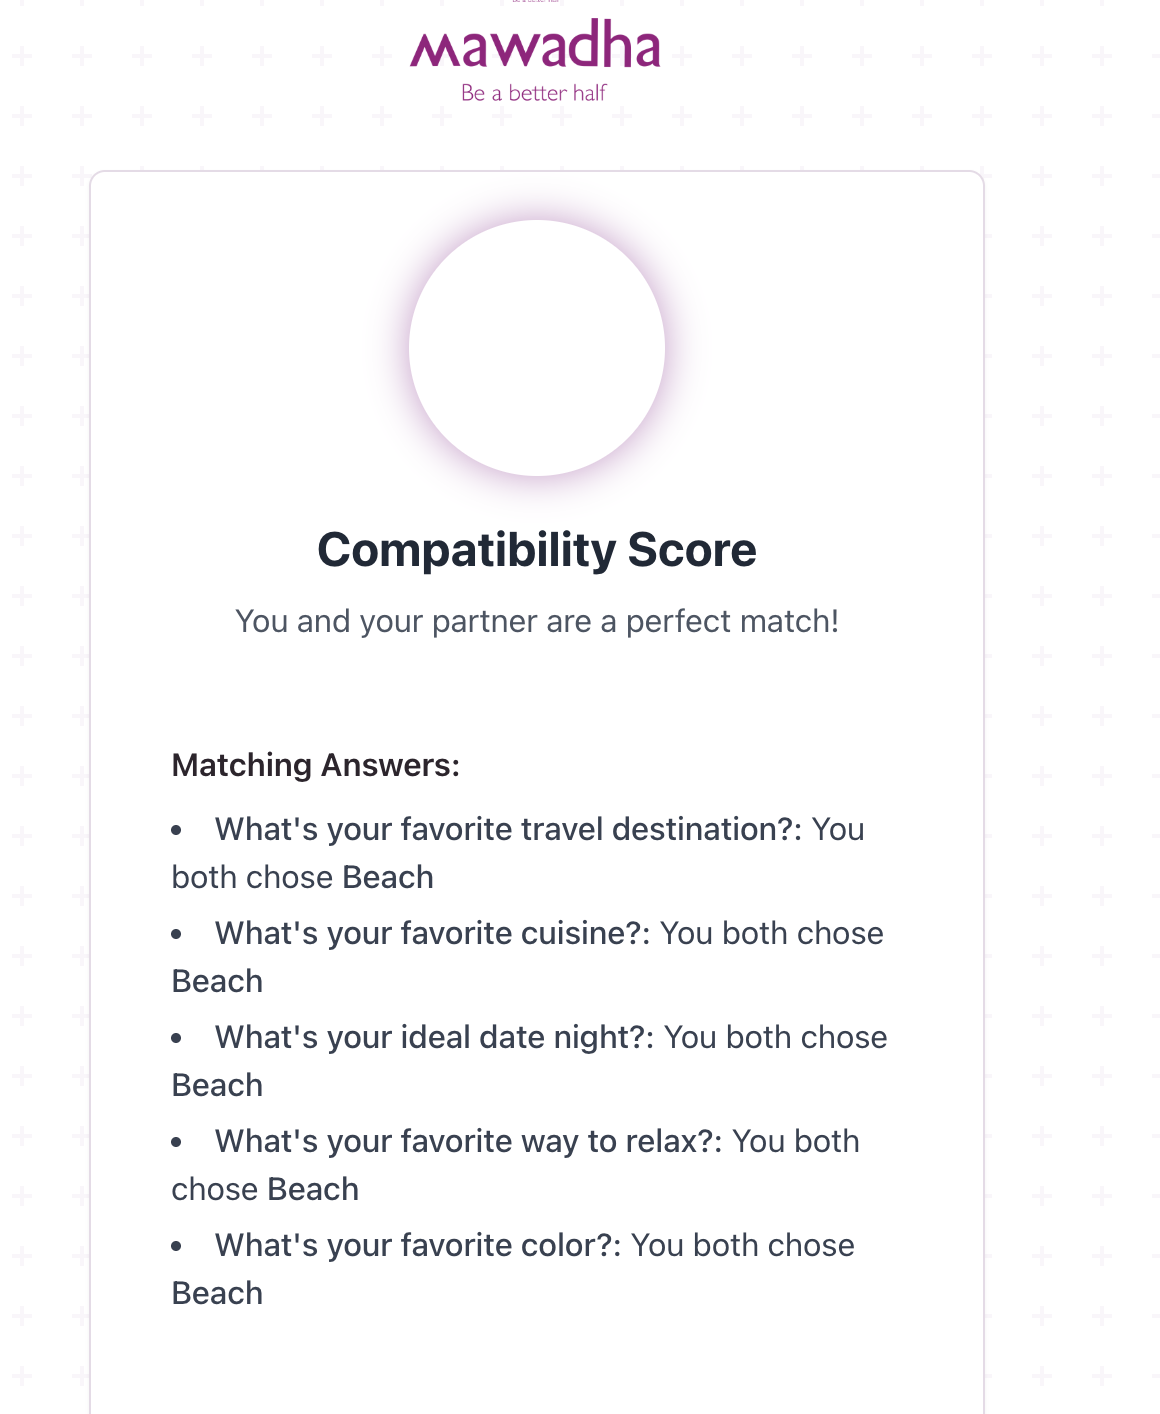 mawadha
Be a better half
Compatibility Score
You and your partner are a perfect match!
Matching Answers:
• What's your favorite travel destination?: You
both chose Beach
• What's your favorite cuisine?: You both chose
Beach
• What's your ideal date night?: You both chose
Beach
• What's your favorite way to relax?: You both
chose Beach
• What's your favorite color?: You both chose
Beach